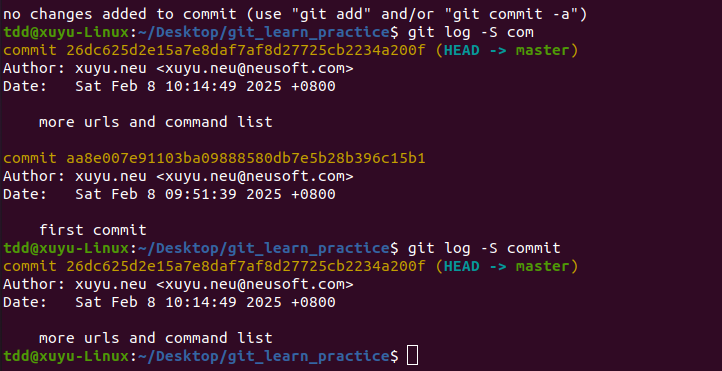 no changes added to commit (use "git add" and/or "git commit -a")
tdd@xuyu-Linux:~/Desktop/git_learn_practice$ git log -S com
commit 26dc625d2e15a7e8daf7af8d27725cb2234a200f (HEAD -> master)
Author: xuyu.neu <xuyu.neu@neusoft.com>
Date:   Sat Feb 8 10:14:49 2025 +0800

    more urls and command list

commit aa8e007e91103ba09888580db7e5b28b396c15b1
Author: xuyu.neu <xuyu.neu@neusoft.com>
Date:   Sat Feb 8 09:51:39 2025 +0800

    first commit
tdd@xuyu-Linux:~/Desktop/git_learn_practice$ git log -S commit
commit 26dc625d2e15a7e8daf7af8d27725cb2234a200f (HEAD -> master)
Author: xuyu.neu <xuyu.neu@neusoft.com>
Date:   Sat Feb 8 10:14:49 2025 +0800

    more urls and command list
tdd@xuyu-Linux:~/Desktop/git_learn_practice$